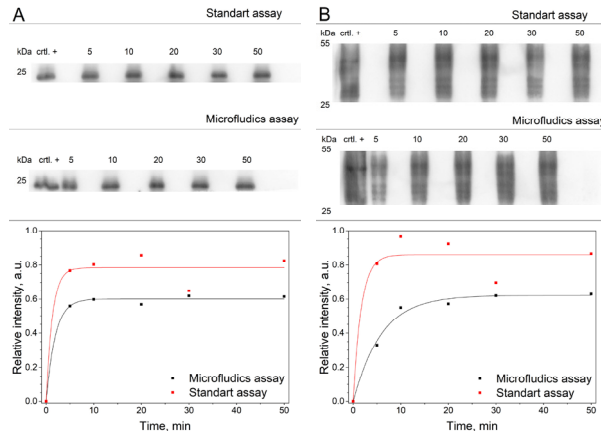 A
Standart assay
kDa crtl. + 5 10 20 30 50
25
Microfludics assay
kDa crtl. + 5 10 20 30 50
25
Relative intensity, a.u.
1.0
0.8
0.6
0.4
0.2
0.0
Microfludics assay
Standart assay
0 10 20 30 40 50
Time, min
B
Standart assay
kDa crtl. + 5 10 20 30 50
55
25
Microfludics assay
kDa crtl. + 5 10 20 30 50
55
25
Relative intensity, a.u.
1.0
0.8
0.6
0.4
0.2
0.0
Microfludics assay
Standart assay
0 10 20 30 40 50
Time, min